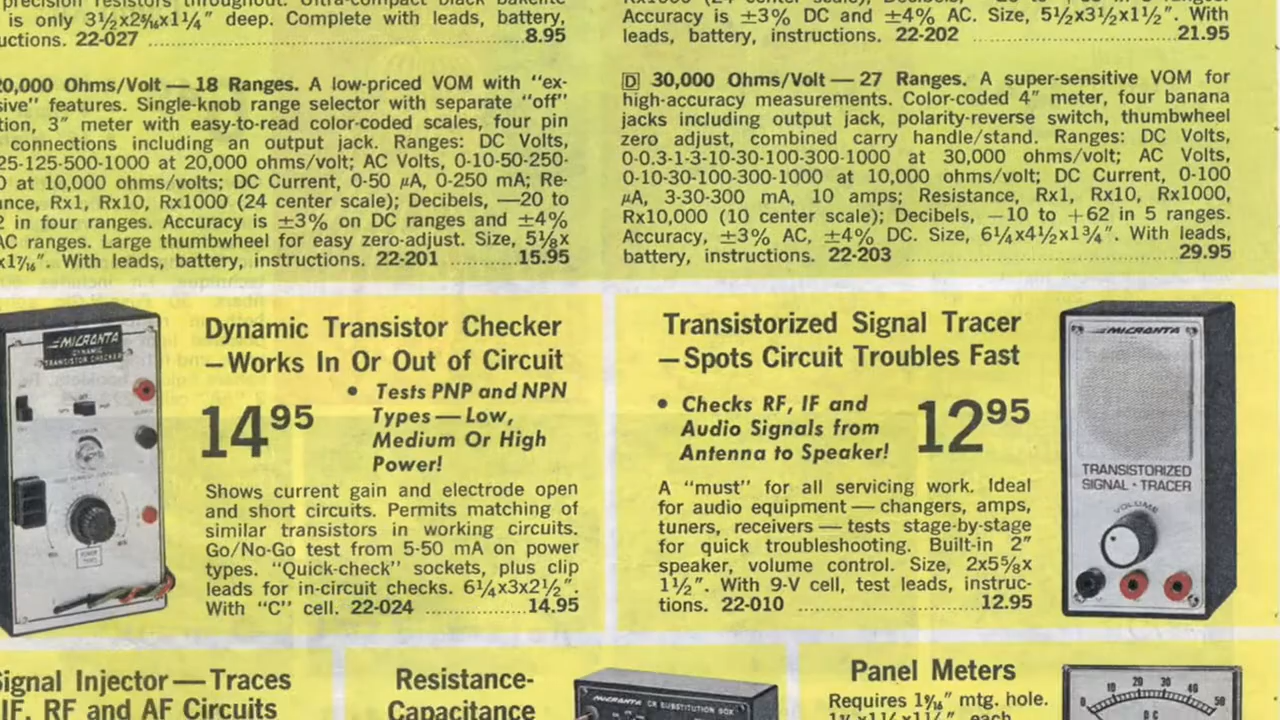 precision resistors throughout. Ultra-compact black bakelite
is only 3½x2⁵⁄₁₆x1¼″ deep. Complete with leads, battery,
uctions. 22-027 8.95
20,000 Ohms/Volt — 18 Ranges. A low-priced VOM with “ex-
sive” features. Single-knob range selector with separate “off”
tion, 3″ meter with easy-to-read color-coded scales, four pin
connections including an output jack. Ranges: DC Volts,
25-125-500-1000 at 20,000 ohms/volt; AC Volts, 0-10-50-250-
0 at 10,000 ohms/volts; DC Current, 0-50 μA, 0-250 mA; Re-
ance, Rx1, Rx10, Rx1000 (24 center scale); Decibels, —20 to
2 in four ranges. Accuracy is ±3% on DC ranges and ±4%
AC ranges. Large thumbwheel for easy zero-adjust. Size, 5⅛x
x1⁷⁄₁₆″. With leads, battery, instructions. 22-201 15.95
Accuracy is ±3% DC and ±4% AC. Size, 5½x3½x1½″. With
leads, battery, instructions. 22-202 21.95
D 30,000 Ohms/Volt — 27 Ranges. A super-sensitive VOM for
high-accuracy measurements. Color-coded 4″ meter, four banana
jacks including output jack, polarity-reverse switch, thumbwheel
zero adjust, combined carry handle/stand. Ranges: DC Volts,
0-0.3-1-3-10-30-100-300-1000 at 30,000 ohms/volt; AC Volts,
0-10-30-100-300-1000 at 10,000 ohms/volt; DC Current, 0-100
μA, 3-30-300 mA, 10 amps; Resistance, Rx1, Rx10, Rx1000,
Rx10,000 (10 center scale); Decibels, —10 to +62 in 5 ranges.
Accuracy, ±3% AC, ±4% DC. Size, 6¼x4½x1¾″. With leads,
battery, instructions. 22-203 29.95
MICRONTA
DYNAMIC
TRANSISTOR CHECKER
Dynamic Transistor Checker
—Works In Or Out of Circuit
14⁹⁵
• Tests PNP and NPN
Types — Low,
Medium Or High
Power!
Shows current gain and electrode open
and short circuits. Permits matching of
similar transistors in working circuits.
Go/No-Go test from 5-50 mA on power
types. “Quick-check” sockets, plus clip
leads for in-circuit checks. 6¼x3x2½″.
With “C” cell. 22-024 14.95
Transistorized Signal Tracer
—Spots Circuit Troubles Fast
• Checks RF, IF and
Audio Signals from
Antenna to Speaker!
12⁹⁵
A “must” for all servicing work. Ideal
for audio equipment — changers, amps,
tuners, receivers — tests stage-by-stage
for quick troubleshooting. Built-in 2″
speaker, volume control. Size, 2x5⅝x
1½″. With 9-V cell, test leads, instruc-
tions. 22-010 12.95
MICRONTA
TRANSISTORIZED
SIGNAL - TRACER
VOLUME
Signal Injector — Traces
IF, RF and AF Circuits
Resistance-
Capacitance
MICRONTA CR SUBSTITUTION BOX
Panel Meters
Requires 1⁹⁄₁₆″ mtg. hole.
0 10 20 30 40 50